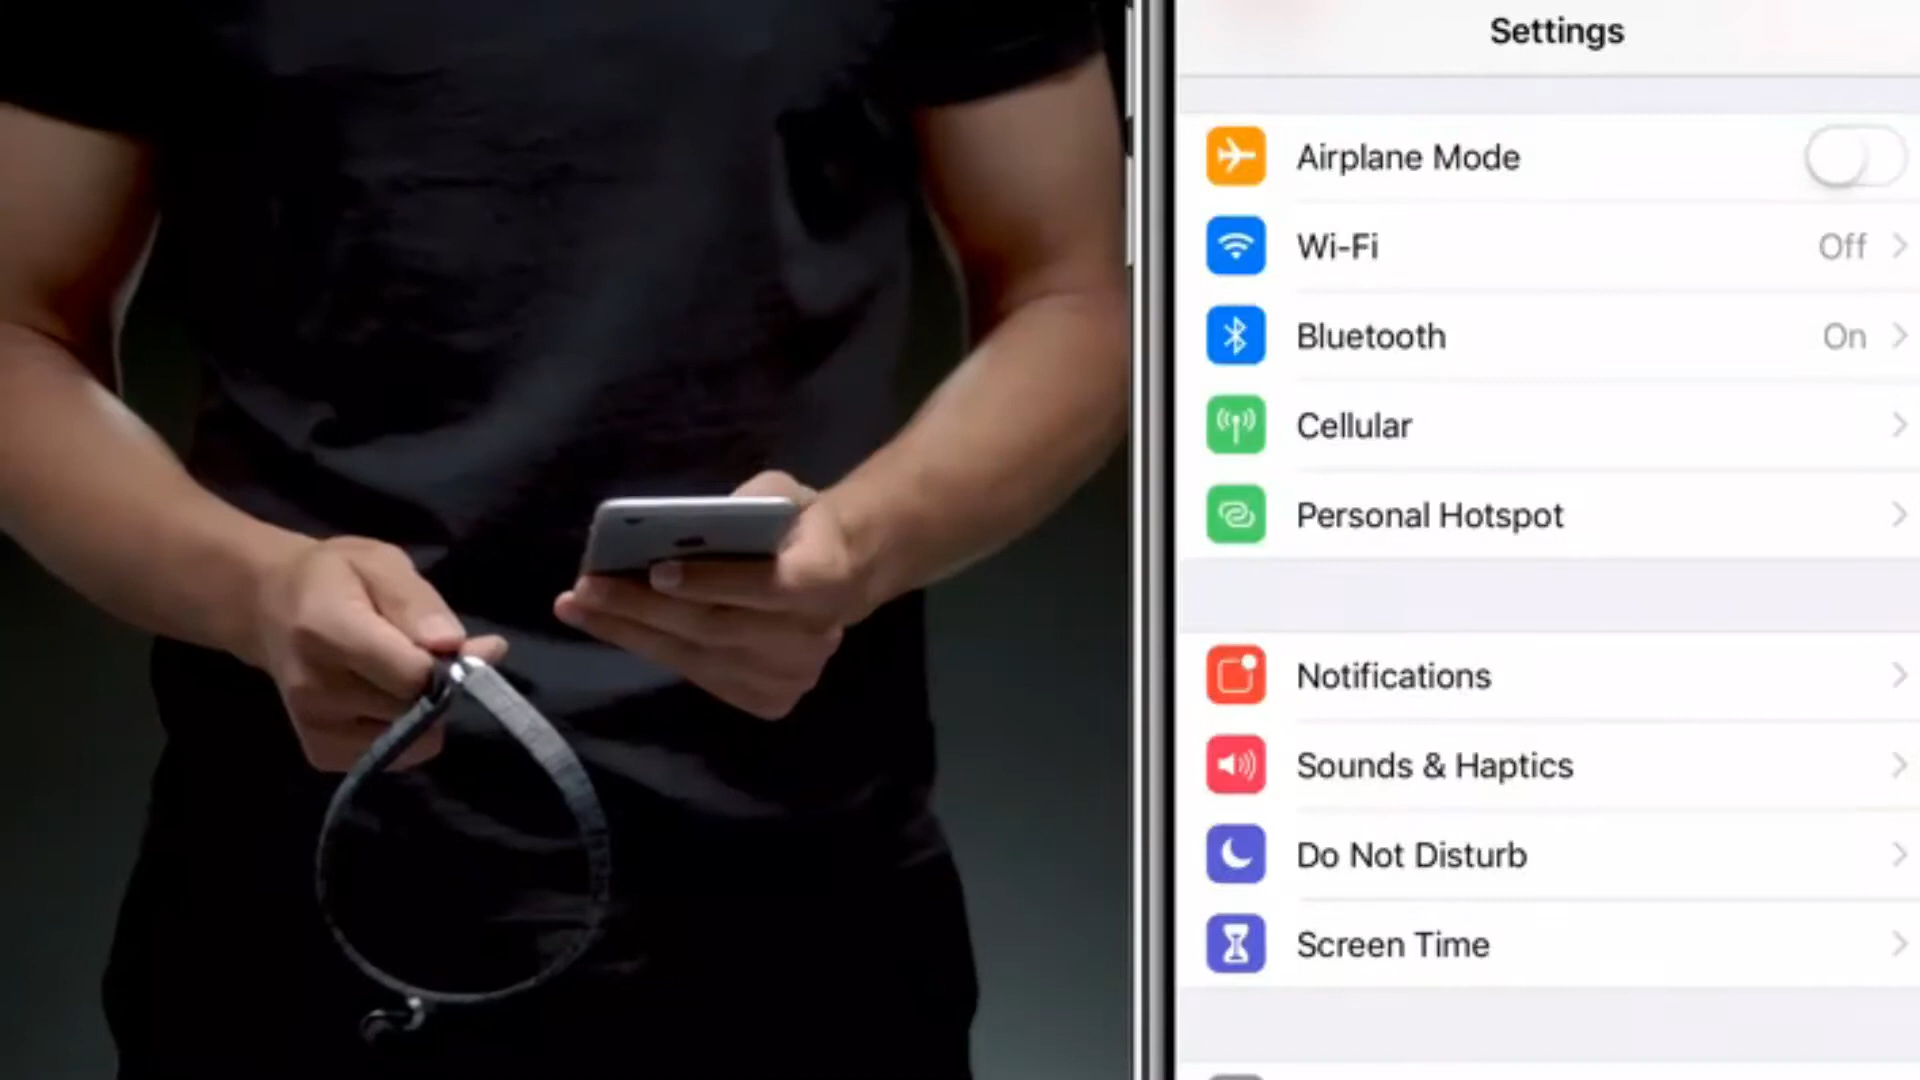 Settings
Airplane Mode
Wi-Fi Off
Bluetooth On
Cellular
Personal Hotspot
Notifications
Sounds & Haptics
Do Not Disturb
Screen Time